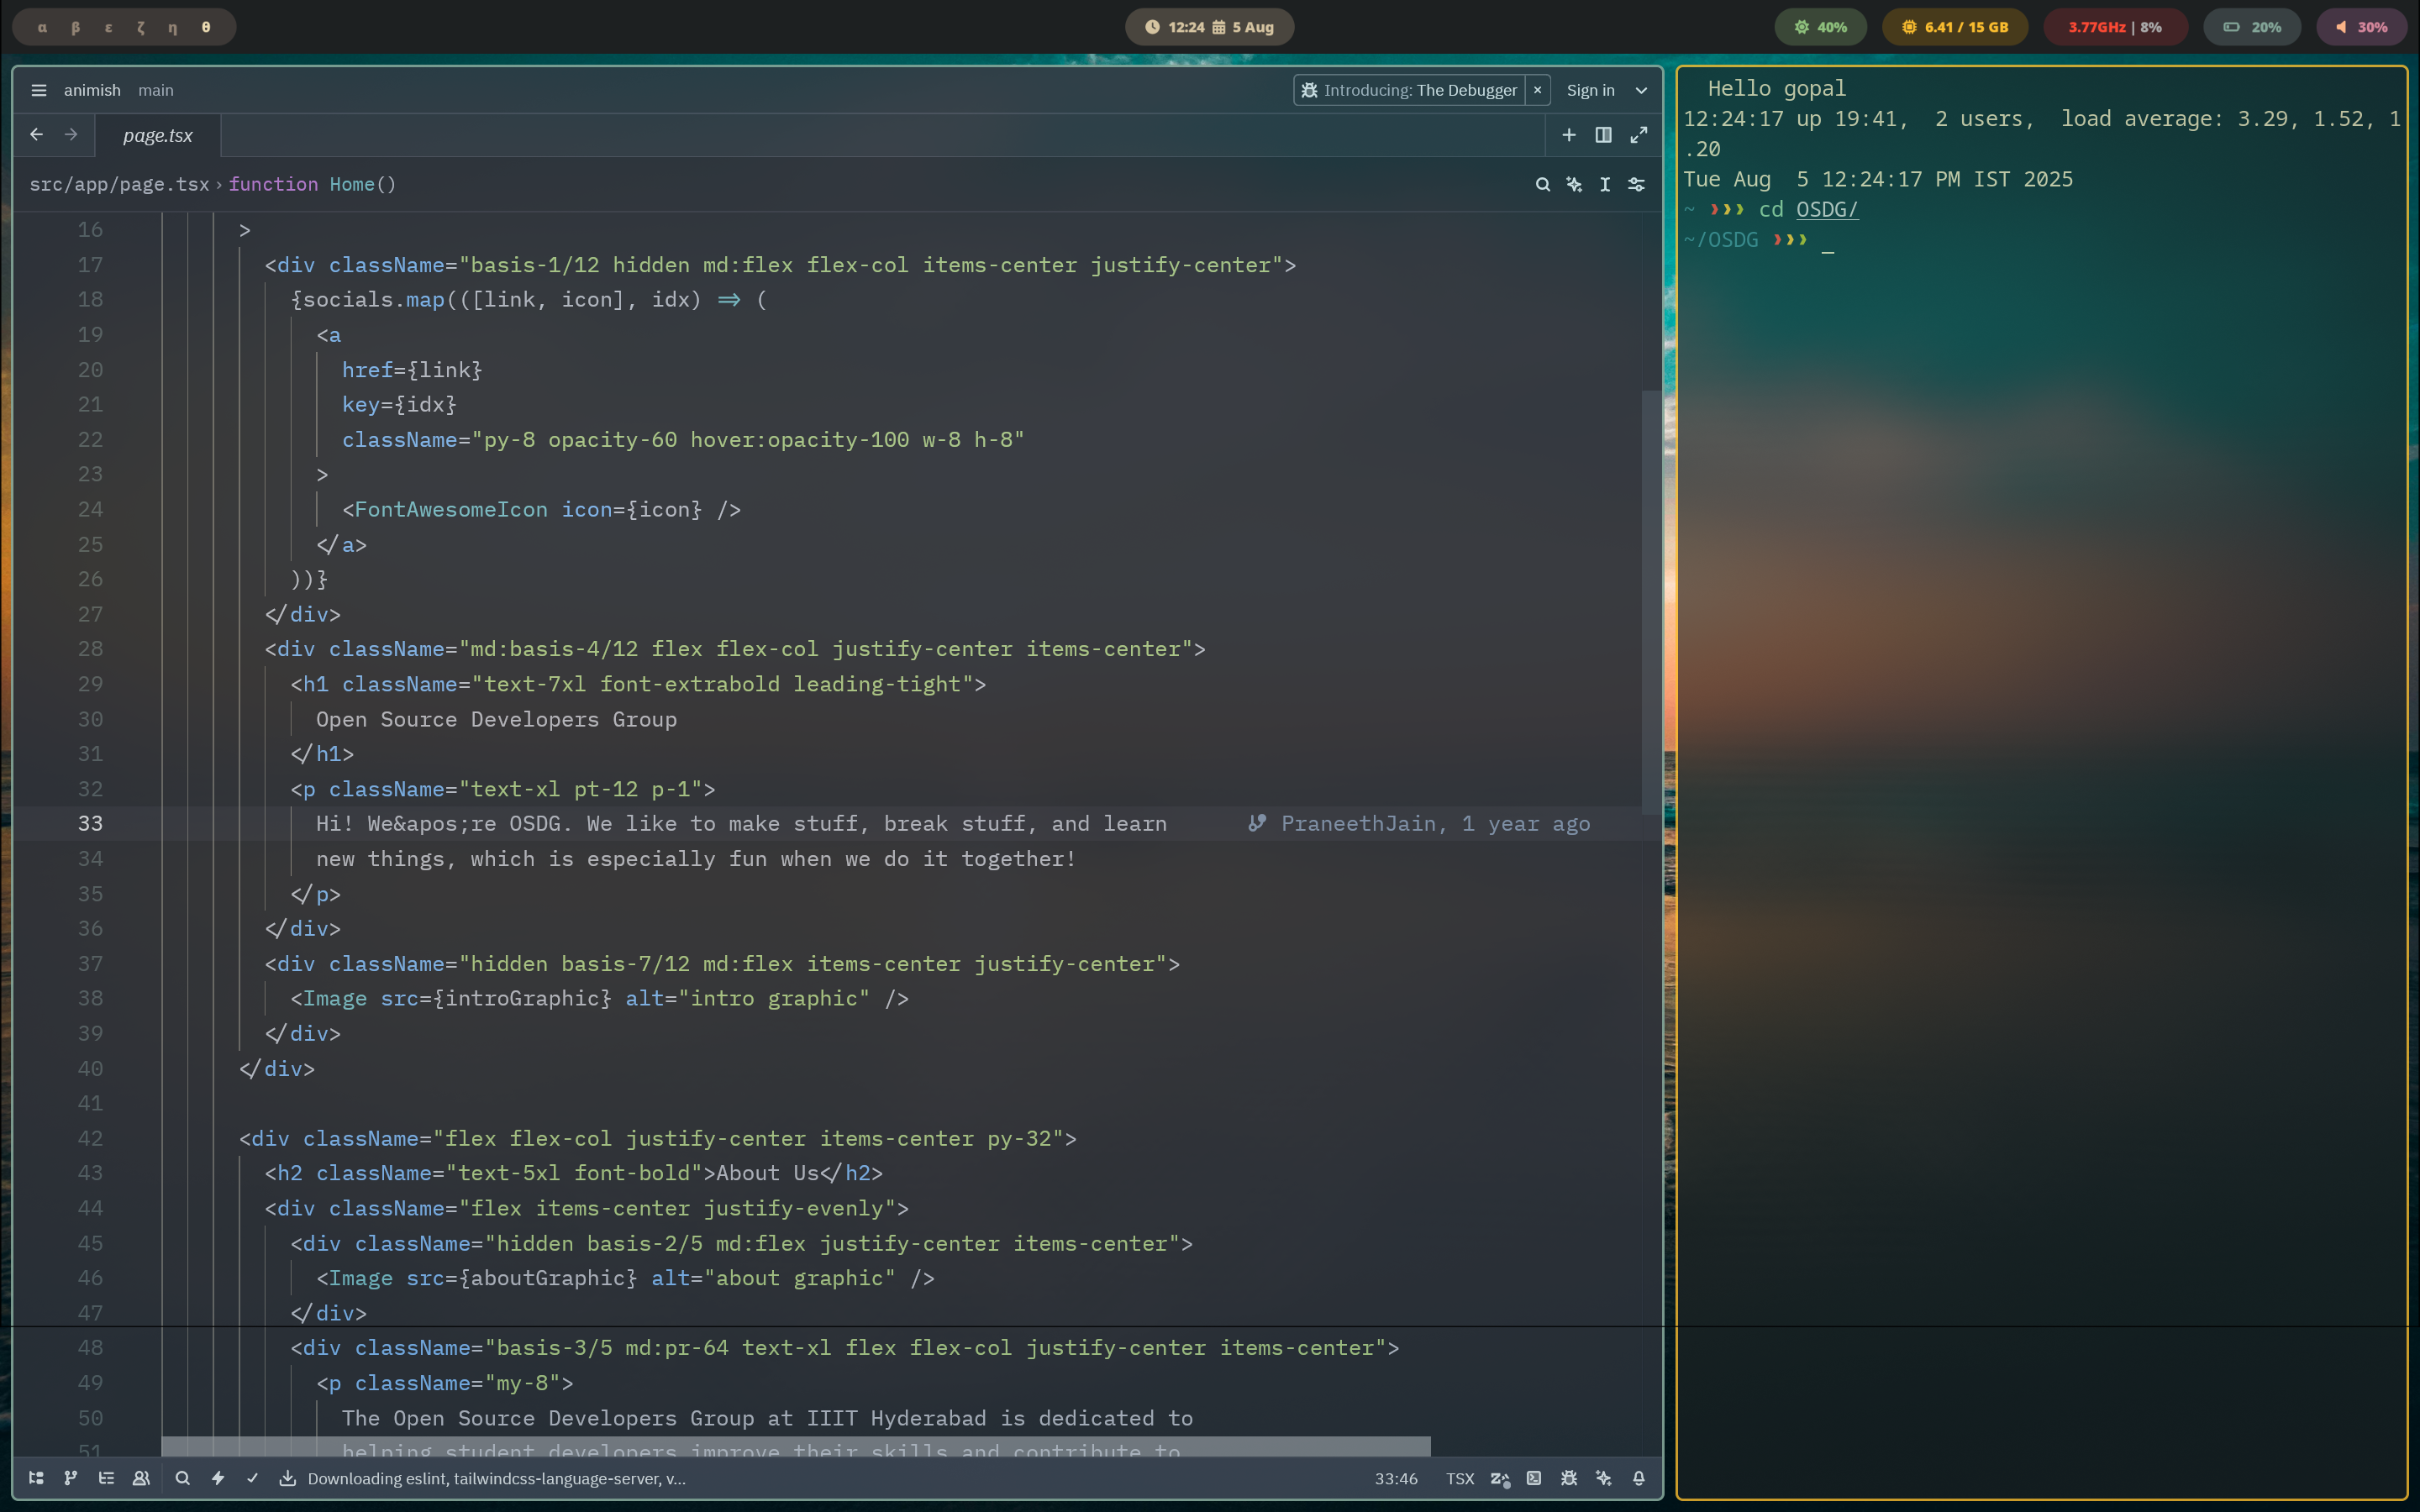 α β ε ζ η θ
12:24 5 Aug
40%
6.41 / 15 GB
3.77GHz | 8%
20%
30%
animish main
Introducing: The Debugger ×
Sign in
page.tsx
src/app/page.tsx › function Home()
16 >
17 <div className="basis-1/12 hidden md:flex flex-col items-center justify-center">
18 {socials.map(([link, icon], idx) => (
19 <a
20 href={link}
21 key={idx}
22 className="py-8 opacity-60 hover:opacity-100 w-8 h-8"
23 >
24 <FontAwesomeIcon icon={icon} />
25 </a>
26 ))}
27 </div>
28 <div className="md:basis-4/12 flex flex-col justify-center items-center">
29 <h1 className="text-7xl font-extrabold leading-tight">
30 Open Source Developers Group
31 </h1>
32 <p className="text-xl pt-12 p-1">
33 Hi! We&apos;re OSDG. We like to make stuff, break stuff, and learn PraneethJain, 1 year ago
34 new things, which is especially fun when we do it together!
35 </p>
36 </div>
37 <div className="hidden basis-7/12 md:flex items-center justify-center">
38 <Image src={introGraphic} alt="intro graphic" />
39 </div>
40 </div>
41
42 <div className="flex flex-col justify-center items-center py-32">
43 <h2 className="text-5xl font-bold">About Us</h2>
44 <div className="flex items-center justify-evenly">
45 <div className="hidden basis-2/5 md:flex justify-center items-center">
46 <Image src={aboutGraphic} alt="about graphic" />
47 </div>
48 <div className="basis-3/5 md:pr-64 text-xl flex flex-col justify-center items-center">
49 <p className="my-8">
50 The Open Source Developers Group at IIIT Hyderabad is dedicated to
51 helping student developers improve their skills and contribute to
Downloading eslint, tailwindcss-language-server, v...
33:46 TSX
Hello gopal
12:24:17 up 19:41, 2 users, load average: 3.29, 1.52, 1
.20
Tue Aug 5 12:24:17 PM IST 2025
~ ❯❯❯ cd OSDG/
~/OSDG ❯❯❯ _